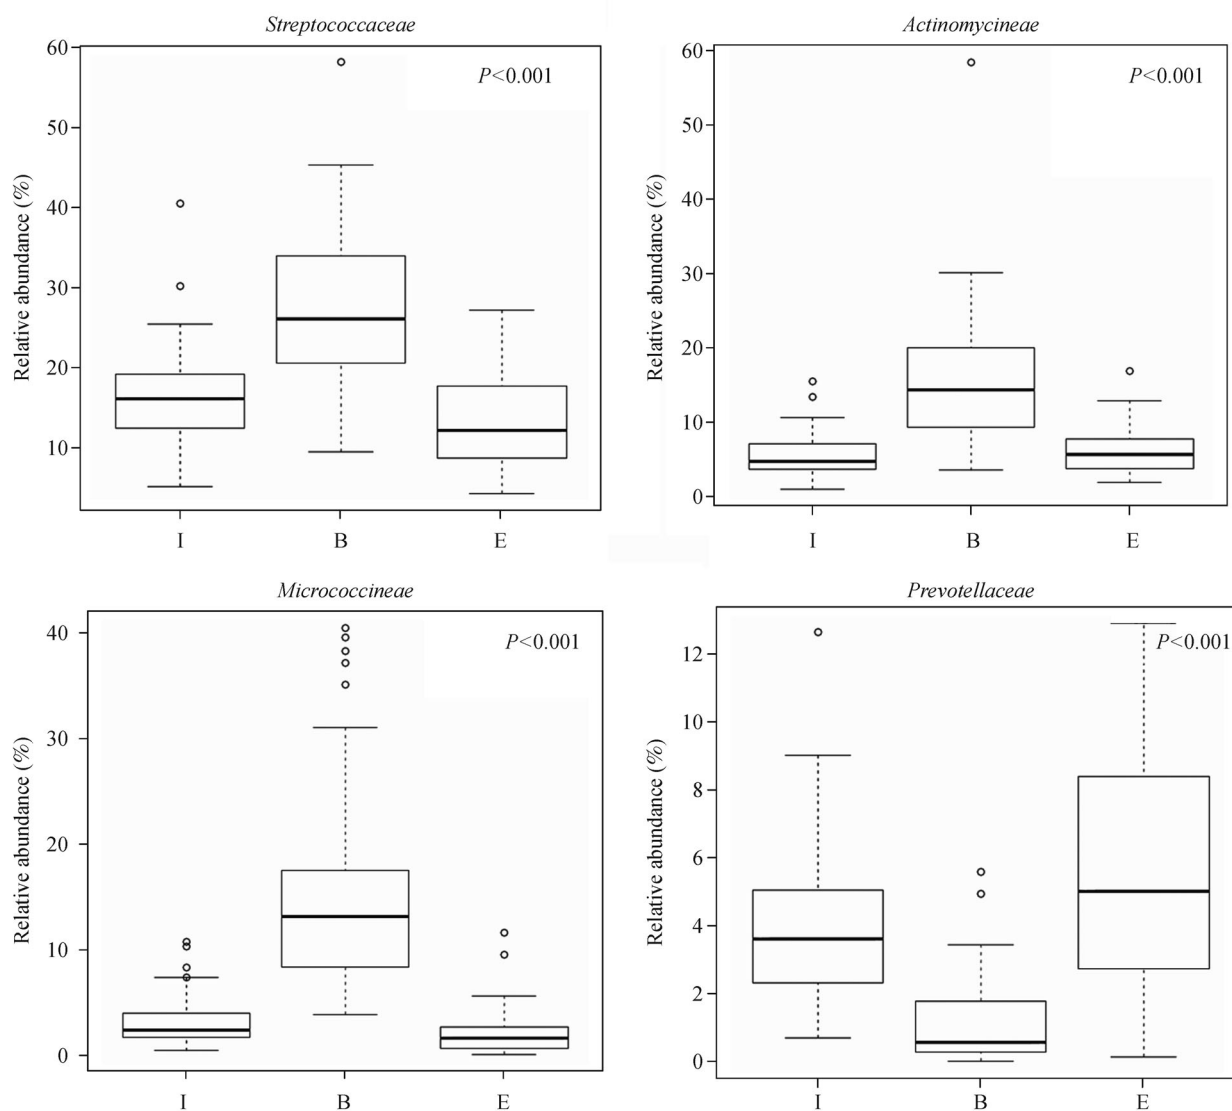 Streptococcaceae
P<0.001
Relative abundance (%)
60
50
40
30
20
10
I B E
Actinomycineae
P<0.001
Relative abundance (%)
60
50
40
30
20
10
0
I B E
Micrococcineae
P<0.001
Relative abundance (%)
40
30
20
10
0
I B E
Prevotellaceae
P<0.001
Relative abundance (%)
12
10
8
6
4
2
0
I B E